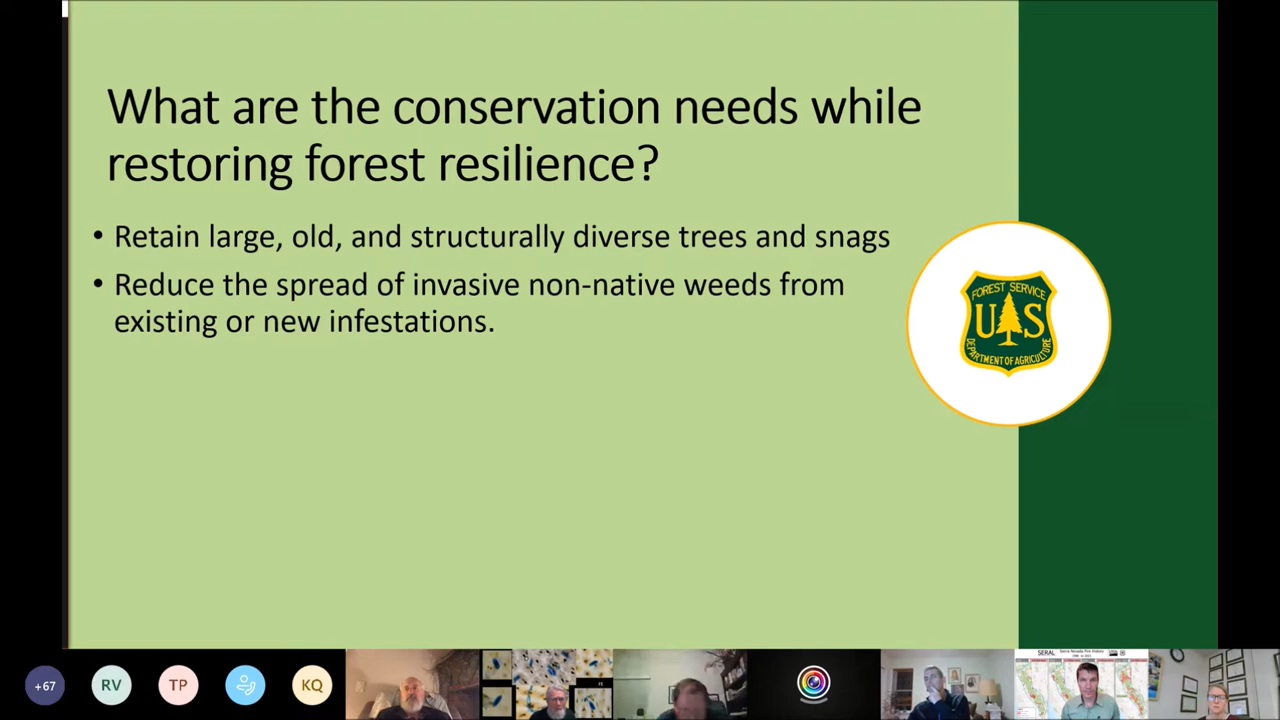 What are the conservation needs while
restoring forest resilience?
• Retain large, old, and structurally diverse trees and snags
• Reduce the spread of invasive non-native weeds from
existing or new infestations.
FOREST SERVICE
U S
DEPARTMENT OF AGRICULTURE
+67
RV
TP
KQ
SERAL